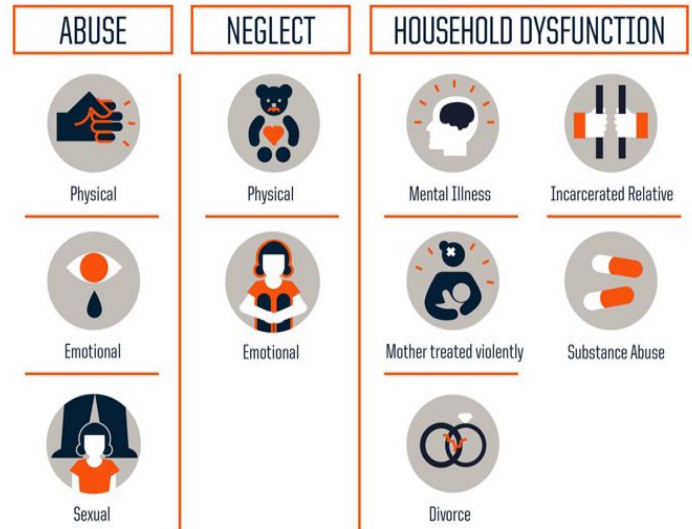 ABUSE
NEGLECT
HOUSEHOLD DYSFUNCTION
Physical
Physical
Mental Illness
Incarcerated Relative
Emotional
Emotional
Mother treated violently
Substance Abuse
Sexual
Divorce